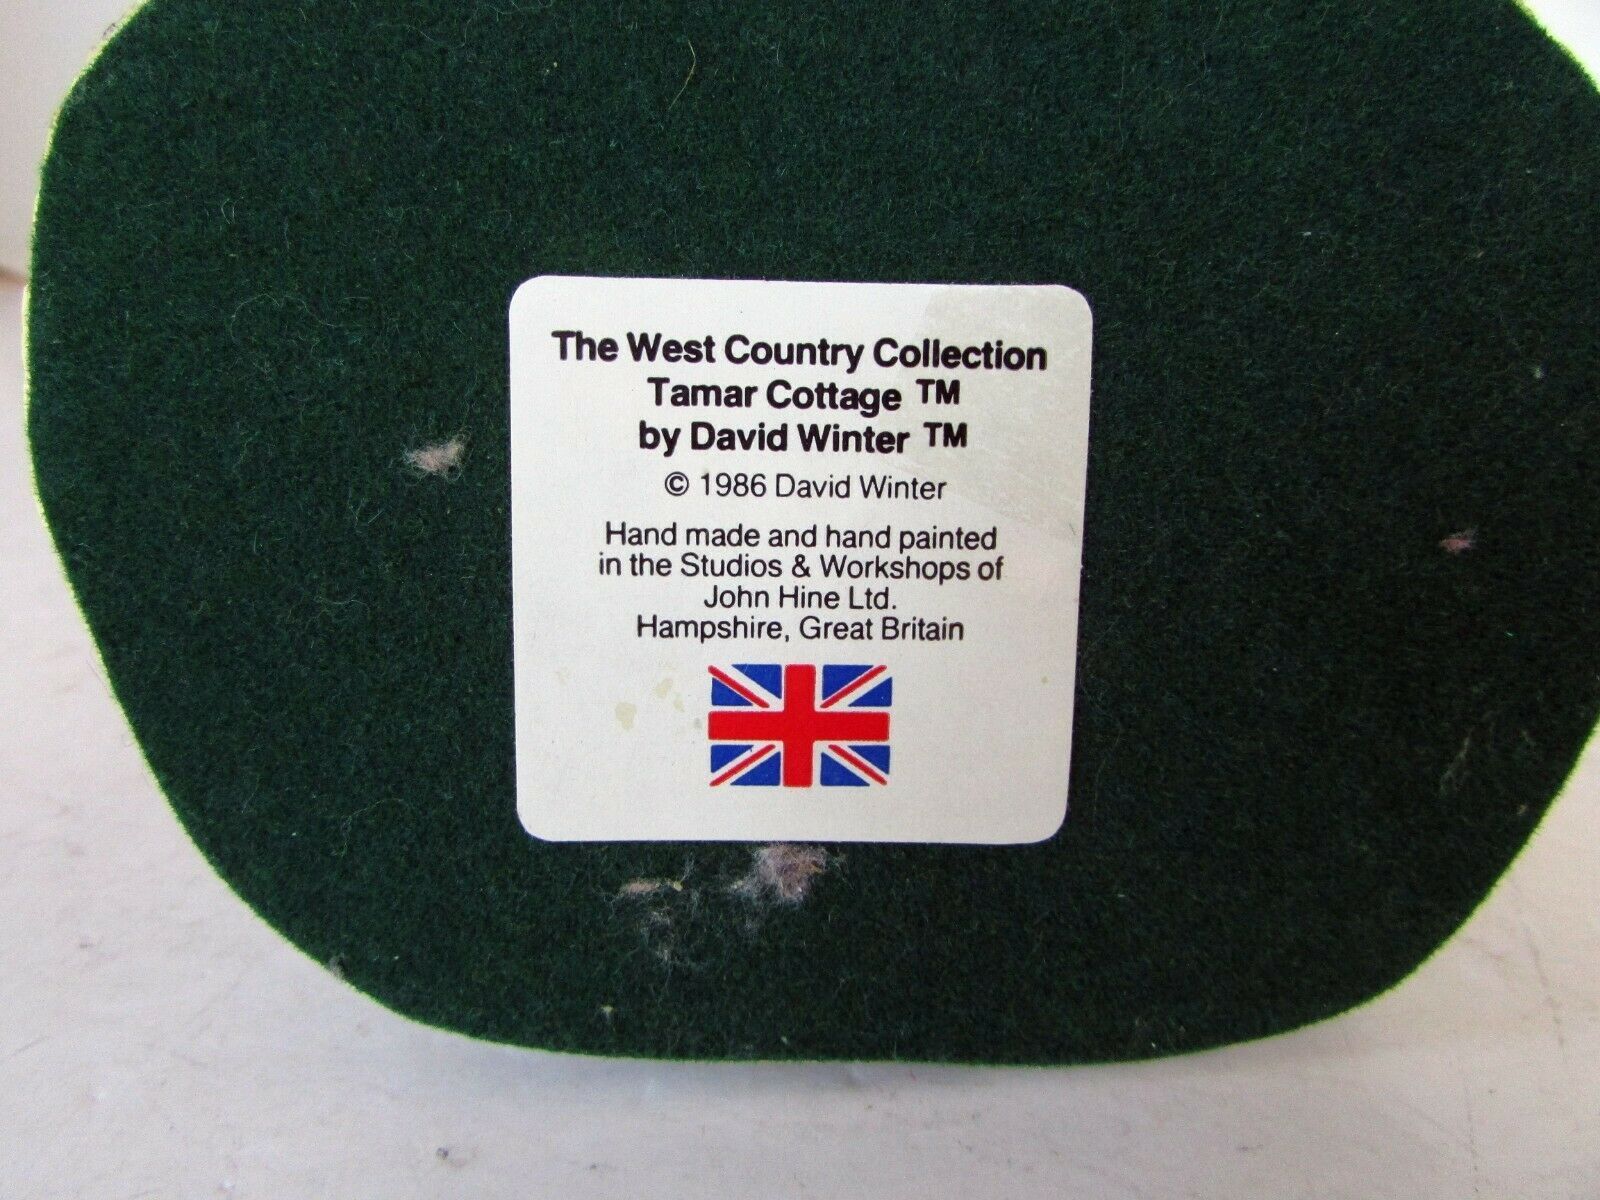 The West Country Collection
Tamar Cottage TM
by David Winter TM
© 1986 David Winter
Hand made and hand painted
in the Studios & Workshops of
John Hine Ltd.
Hampshire, Great Britain